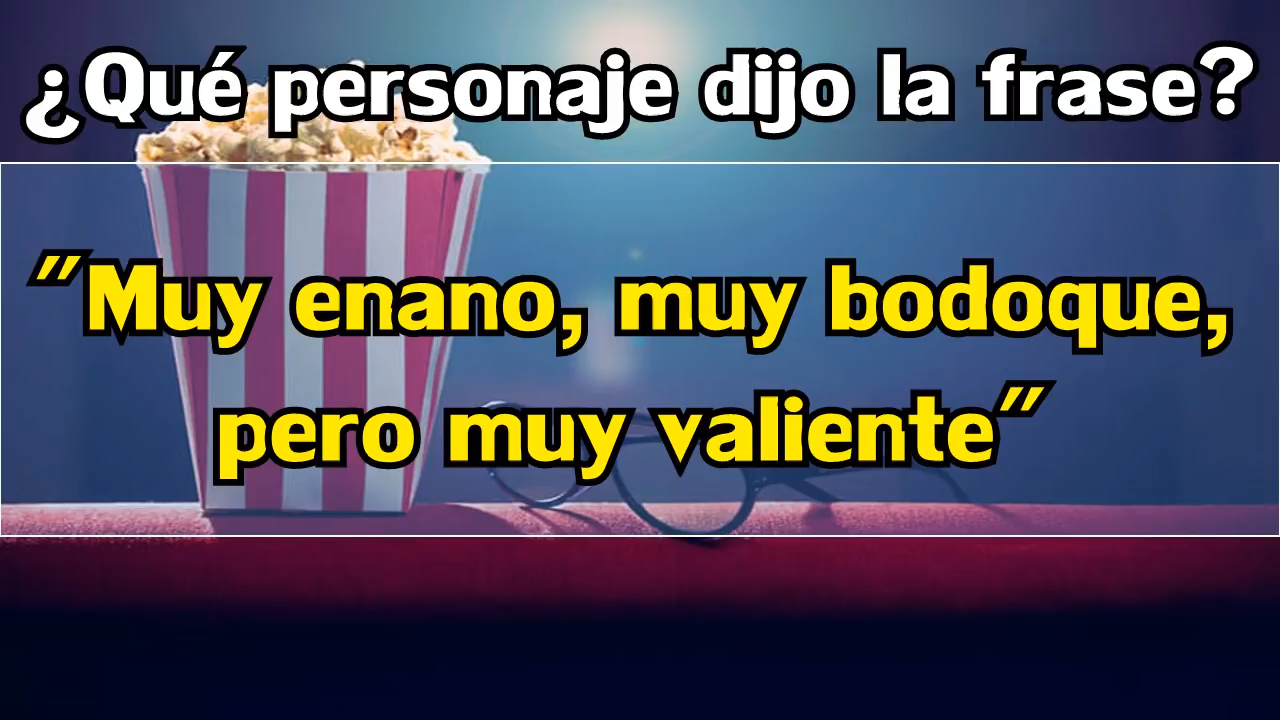 ¿Qué personaje dijo la frase?
"Muy enano, muy bodoque,
pero muy valiente"